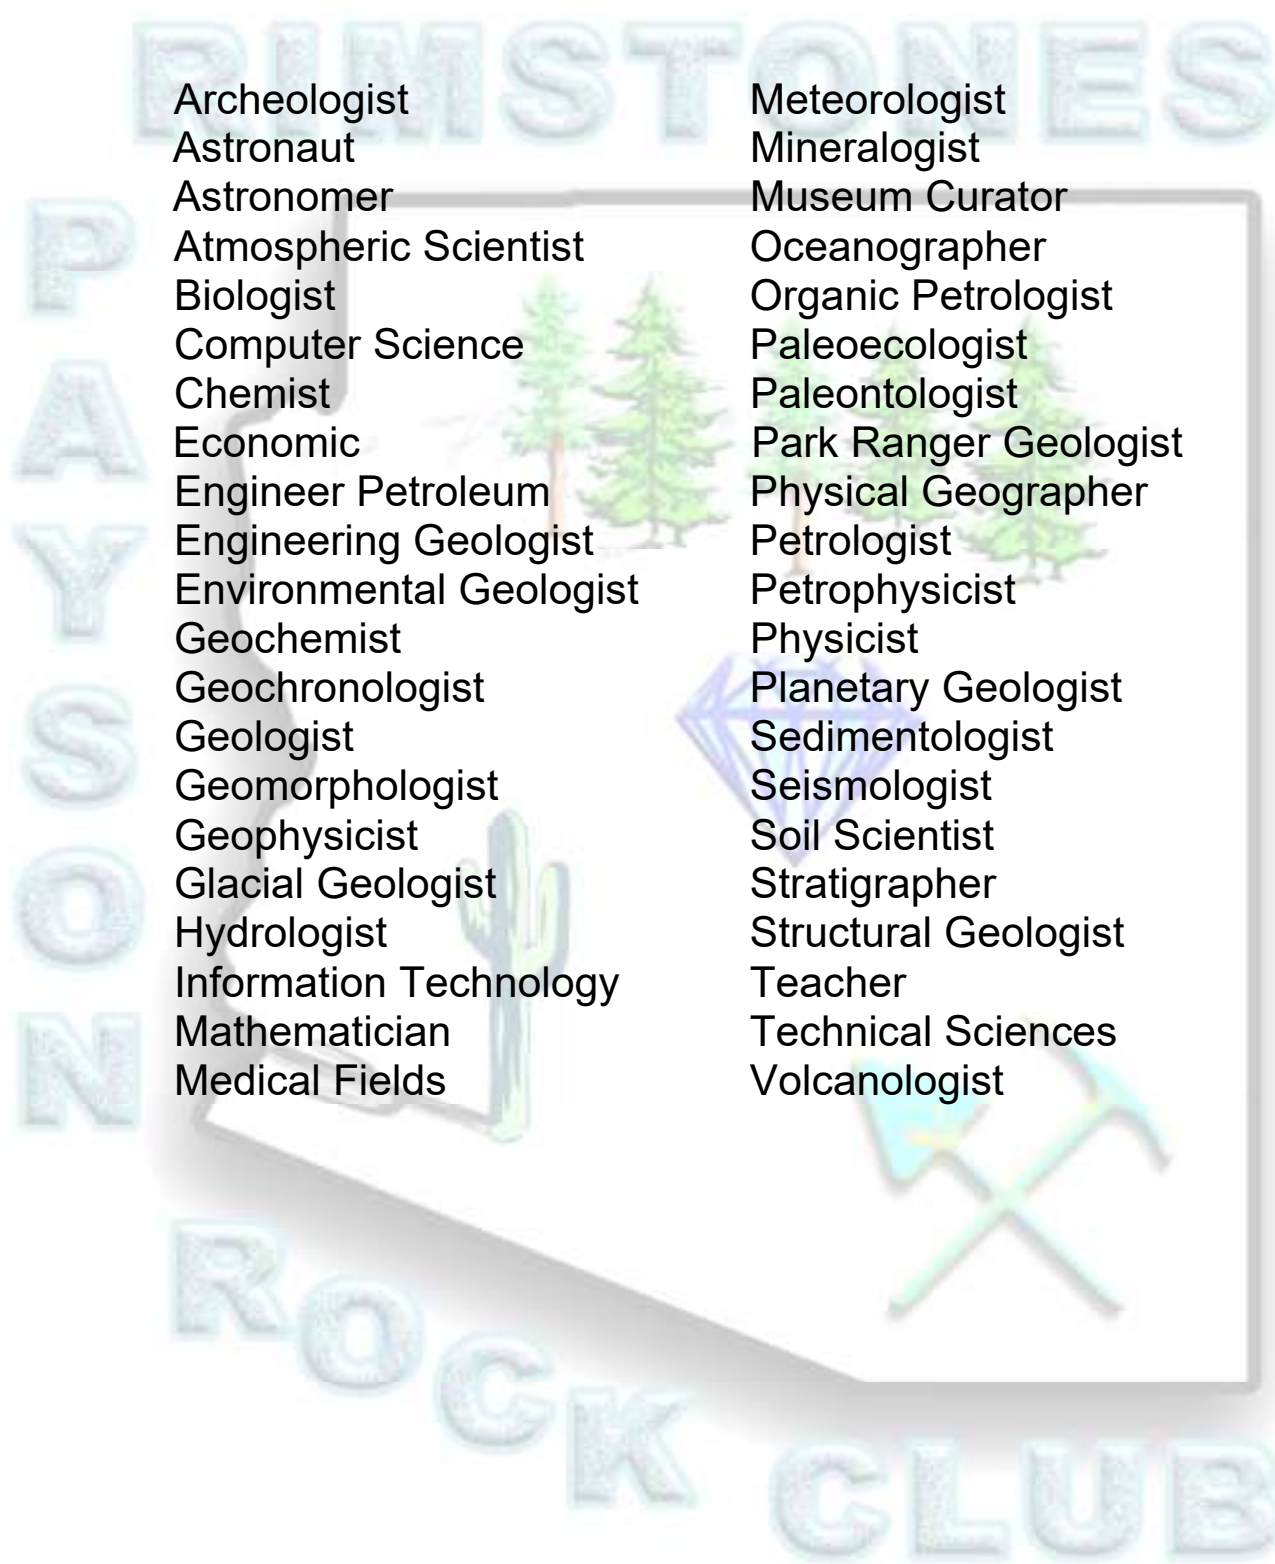 RIMSTONES
PAYSON
ROCK
CLUB
Archeologist
Astronaut
Astronomer
Atmospheric Scientist
Biologist
Computer Science
Chemist
Economic
Engineer Petroleum
Engineering Geologist
Environmental Geologist
Geochemist
Geochronologist
Geologist
Geomorphologist
Geophysicist
Glacial Geologist
Hydrologist
Information Technology
Mathematician
Medical Fields
Meteorologist
Mineralogist
Museum Curator
Oceanographer
Organic Petrologist
Paleoecologist
Paleontologist
Park Ranger Geologist
Physical Geographer
Petrologist
Petrophysicist
Physicist
Planetary Geologist
Sedimentologist
Seismologist
Soil Scientist
Stratigrapher
Structural Geologist
Teacher
Technical Sciences
Volcanologist